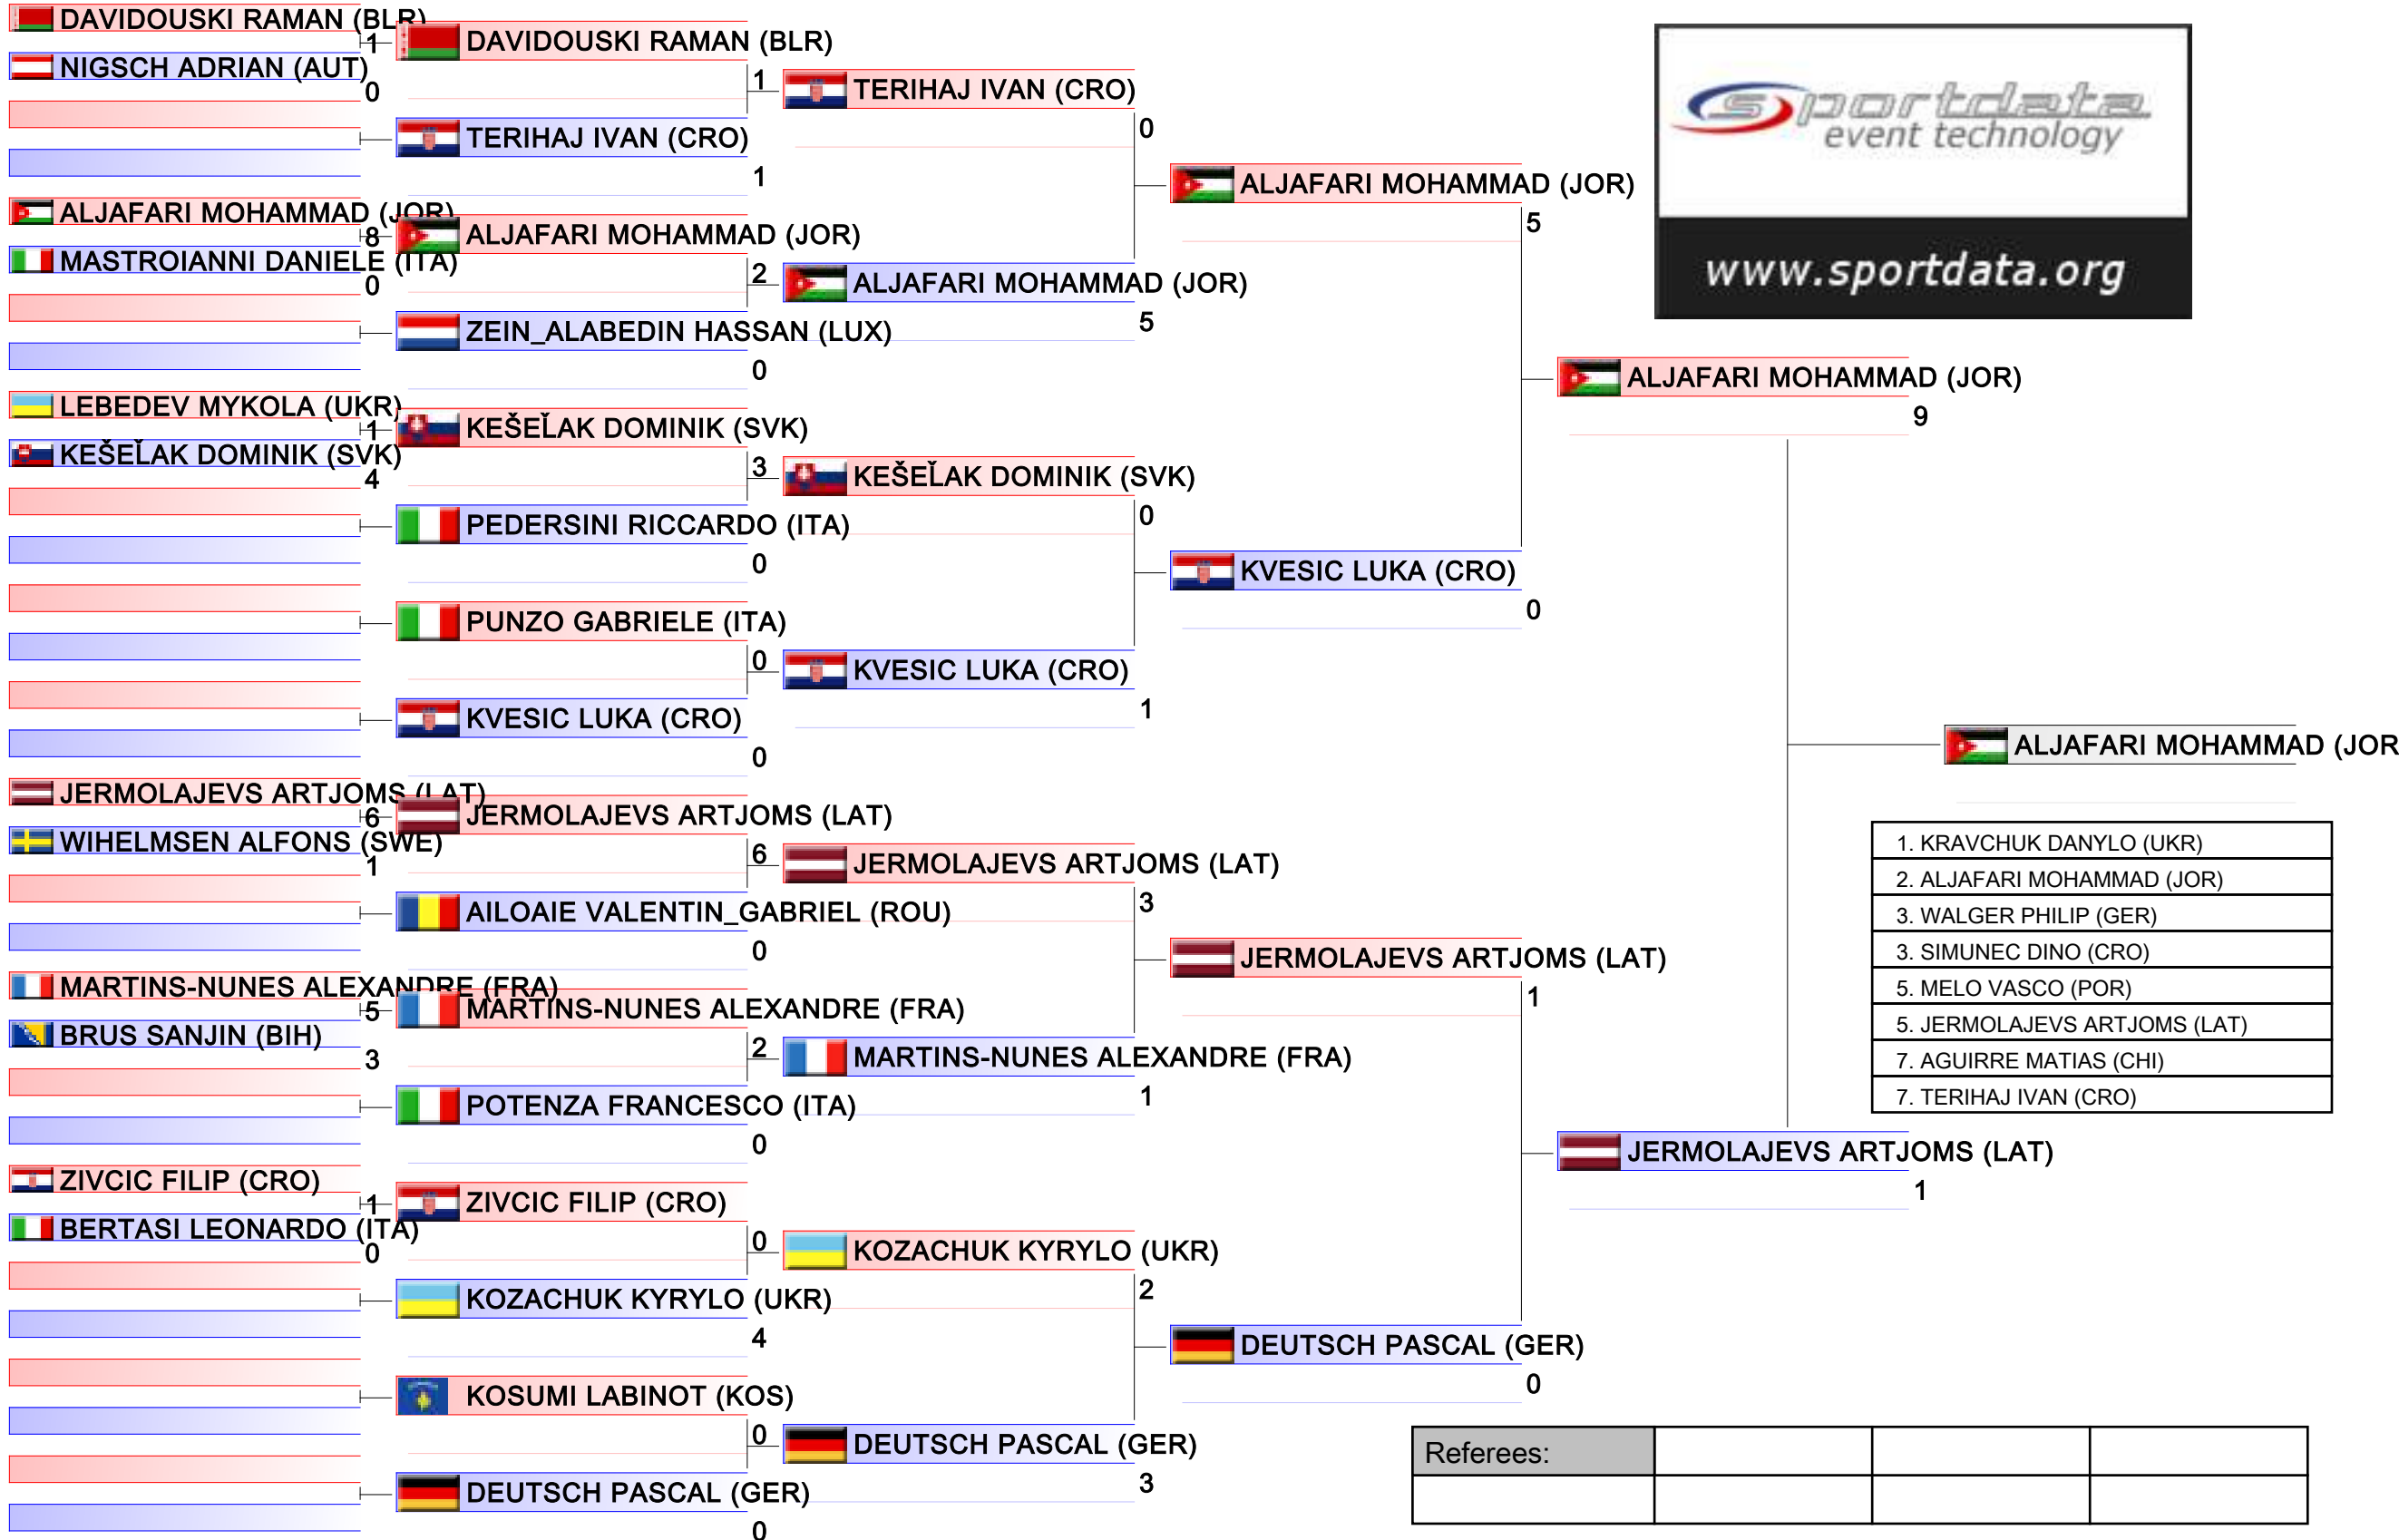 DAVIDOUSKI RAMAN (BLR)
1
NIGSCH ADRIAN (AUT)
0
ALJAFARI MOHAMMAD (JOR)
8
MASTROIANNI DANIELE (ITA)
0
LEBEDEV MYKOLA (UKR)
1
KEŠEĽAK DOMINIK (SVK)
4
JERMOLAJEVS ARTJOMS (LAT)
6
WIHELMSEN ALFONS (SWE)
1
MARTINS-NUNES ALEXANDRE (FRA)
5
BRUS SANJIN (BIH)
3
ZIVCIC FILIP (CRO)
1
BERTASI LEONARDO (ITA)
0
DAVIDOUSKI RAMAN (BLR)
1
TERIHAJ IVAN (CRO)
1
ALJAFARI MOHAMMAD (JOR)
2
ZEIN_ALABEDIN HASSAN (LUX)
0
KEŠEĽAK DOMINIK (SVK)
3
PEDERSINI RICCARDO (ITA)
0
PUNZO GABRIELE (ITA)
0
KVESIC LUKA (CRO)
0
JERMOLAJEVS ARTJOMS (LAT)
6
AILOAIE VALENTIN_GABRIEL (ROU)
0
MARTINS-NUNES ALEXANDRE (FRA)
2
POTENZA FRANCESCO (ITA)
0
ZIVCIC FILIP (CRO)
0
KOZACHUK KYRYLO (UKR)
4
KOSUMI LABINOT (KOS)
0
DEUTSCH PASCAL (GER)
0
TERIHAJ IVAN (CRO)
0
ALJAFARI MOHAMMAD (JOR)
5
KEŠEĽAK DOMINIK (SVK)
0
KVESIC LUKA (CRO)
1
JERMOLAJEVS ARTJOMS (LAT)
3
MARTINS-NUNES ALEXANDRE (FRA)
1
KOZACHUK KYRYLO (UKR)
2
DEUTSCH PASCAL (GER)
3
ALJAFARI MOHAMMAD (JOR)
5
KVESIC LUKA (CRO)
0
JERMOLAJEVS ARTJOMS (LAT)
1
DEUTSCH PASCAL (GER)
0
ALJAFARI MOHAMMAD (JOR)
9
JERMOLAJEVS ARTJOMS (LAT)
1
ALJAFARI MOHAMMAD (JOR
sportdata
event technology
www.sportdata.org
1. KRAVCHUK DANYLO (UKR)
2. ALJAFARI MOHAMMAD (JOR)
3. WALGER PHILIP (GER)
3. SIMUNEC DINO (CRO)
5. MELO VASCO (POR)
5. JERMOLAJEVS ARTJOMS (LAT)
7. AGUIRRE MATIAS (CHI)
7. TERIHAJ IVAN (CRO)
Referees: